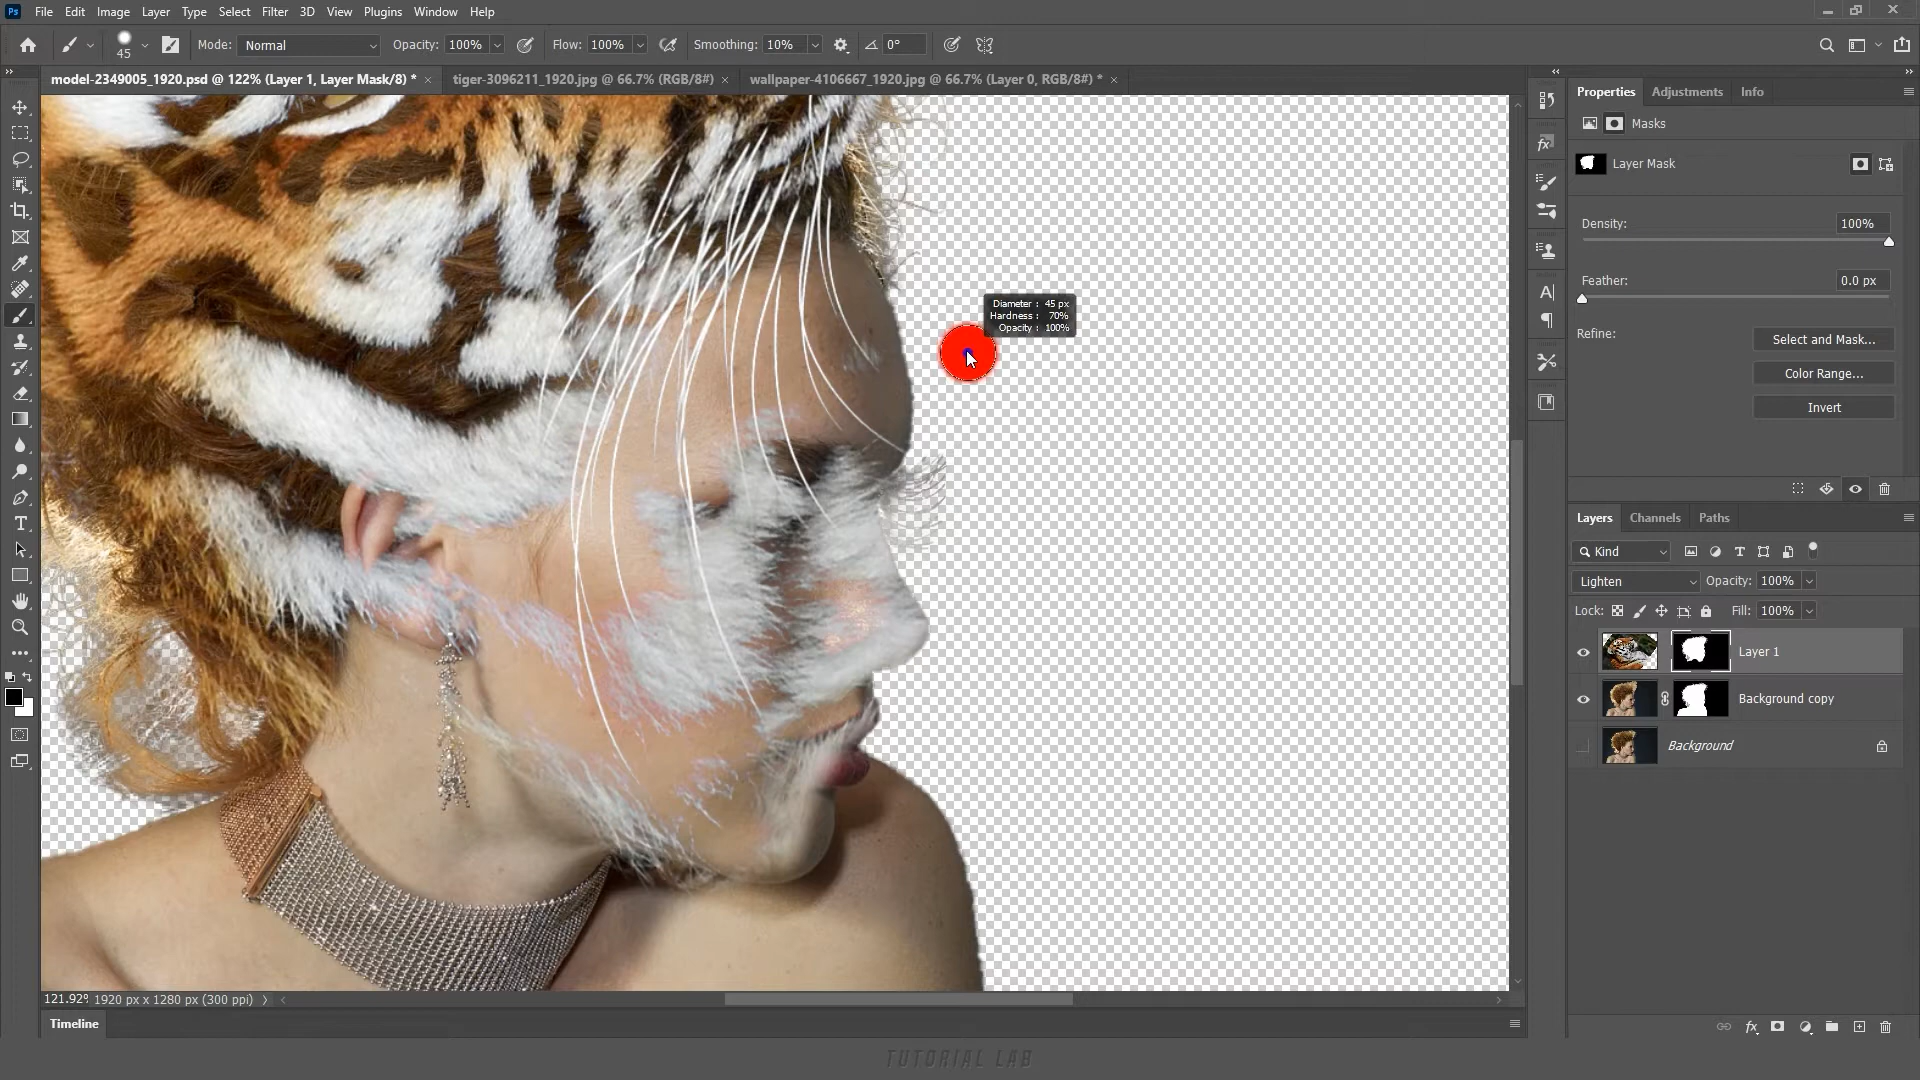 Ps File Edit Image Layer Type Select Filter 3D View Plugins Window Help
45 Mode: Normal Opacity: 100% Flow: 100% Smoothing: 10% 0°
model-2349005_1920.psd @ 122% (Layer 1, Layer Mask/8) * × tiger-3096211_1920.jpg @ 66.7% (RGB/8#) × wallpaper-4106667_1920.jpg @ 66.7% (Layer 0, RGB/8#) * ×
Properties Adjustments Info
Masks
Layer Mask
Density: 100%
Feather: 0.0 px
Refine: Select and Mask...
Color Range...
Invert
Diameter : 45 px
Hardness : 70%
Opacity : 100%
Layers Channels Paths
Kind
Lighten Opacity: 100%
Lock: Fill: 100%
Layer 1
Background copy
Background
121.92% 1920 px x 1280 px (300 ppi)
Timeline
TUTORIAL LAB